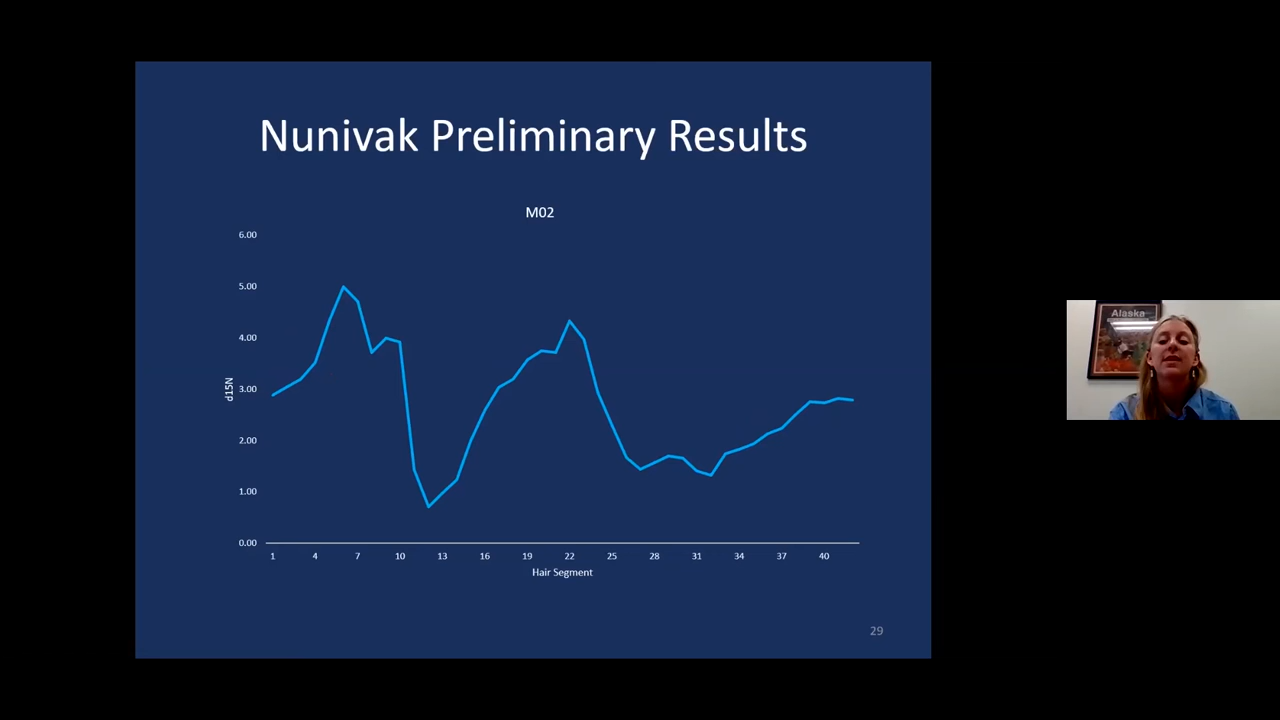 Nunivak Preliminary Results
M02
6.00
5.00
4.00
3.00
2.00
1.00
0.00
d15N
1 4 7 10 13 16 19 22 25 28 31 34 37 40
Hair Segment
29
Alaska